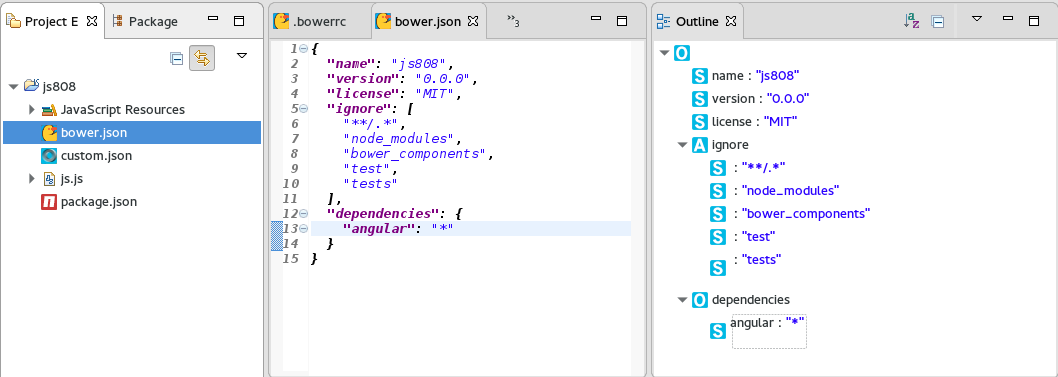 Project E
Package
js808
JavaScript Resources
bower.json
custom.json
js.js
package.json
.bowerrc
bower.json
»3
1 {
2 "name": "js808",
3 "version": "0.0.0",
4 "license": "MIT",
5 "ignore": [
6 "**/.*",
7 "node_modules",
8 "bower_components",
9 "test",
10 "tests"
11 ],
12 "dependencies": {
13 "angular": "*"
14 }
15 }
Outline
O
S name : "js808"
S version : "0.0.0"
S license : "MIT"
A ignore
S : "**/.*"
S : "node_modules"
S : "bower_components"
S : "test"
S : "tests"
O dependencies
S angular : "*"